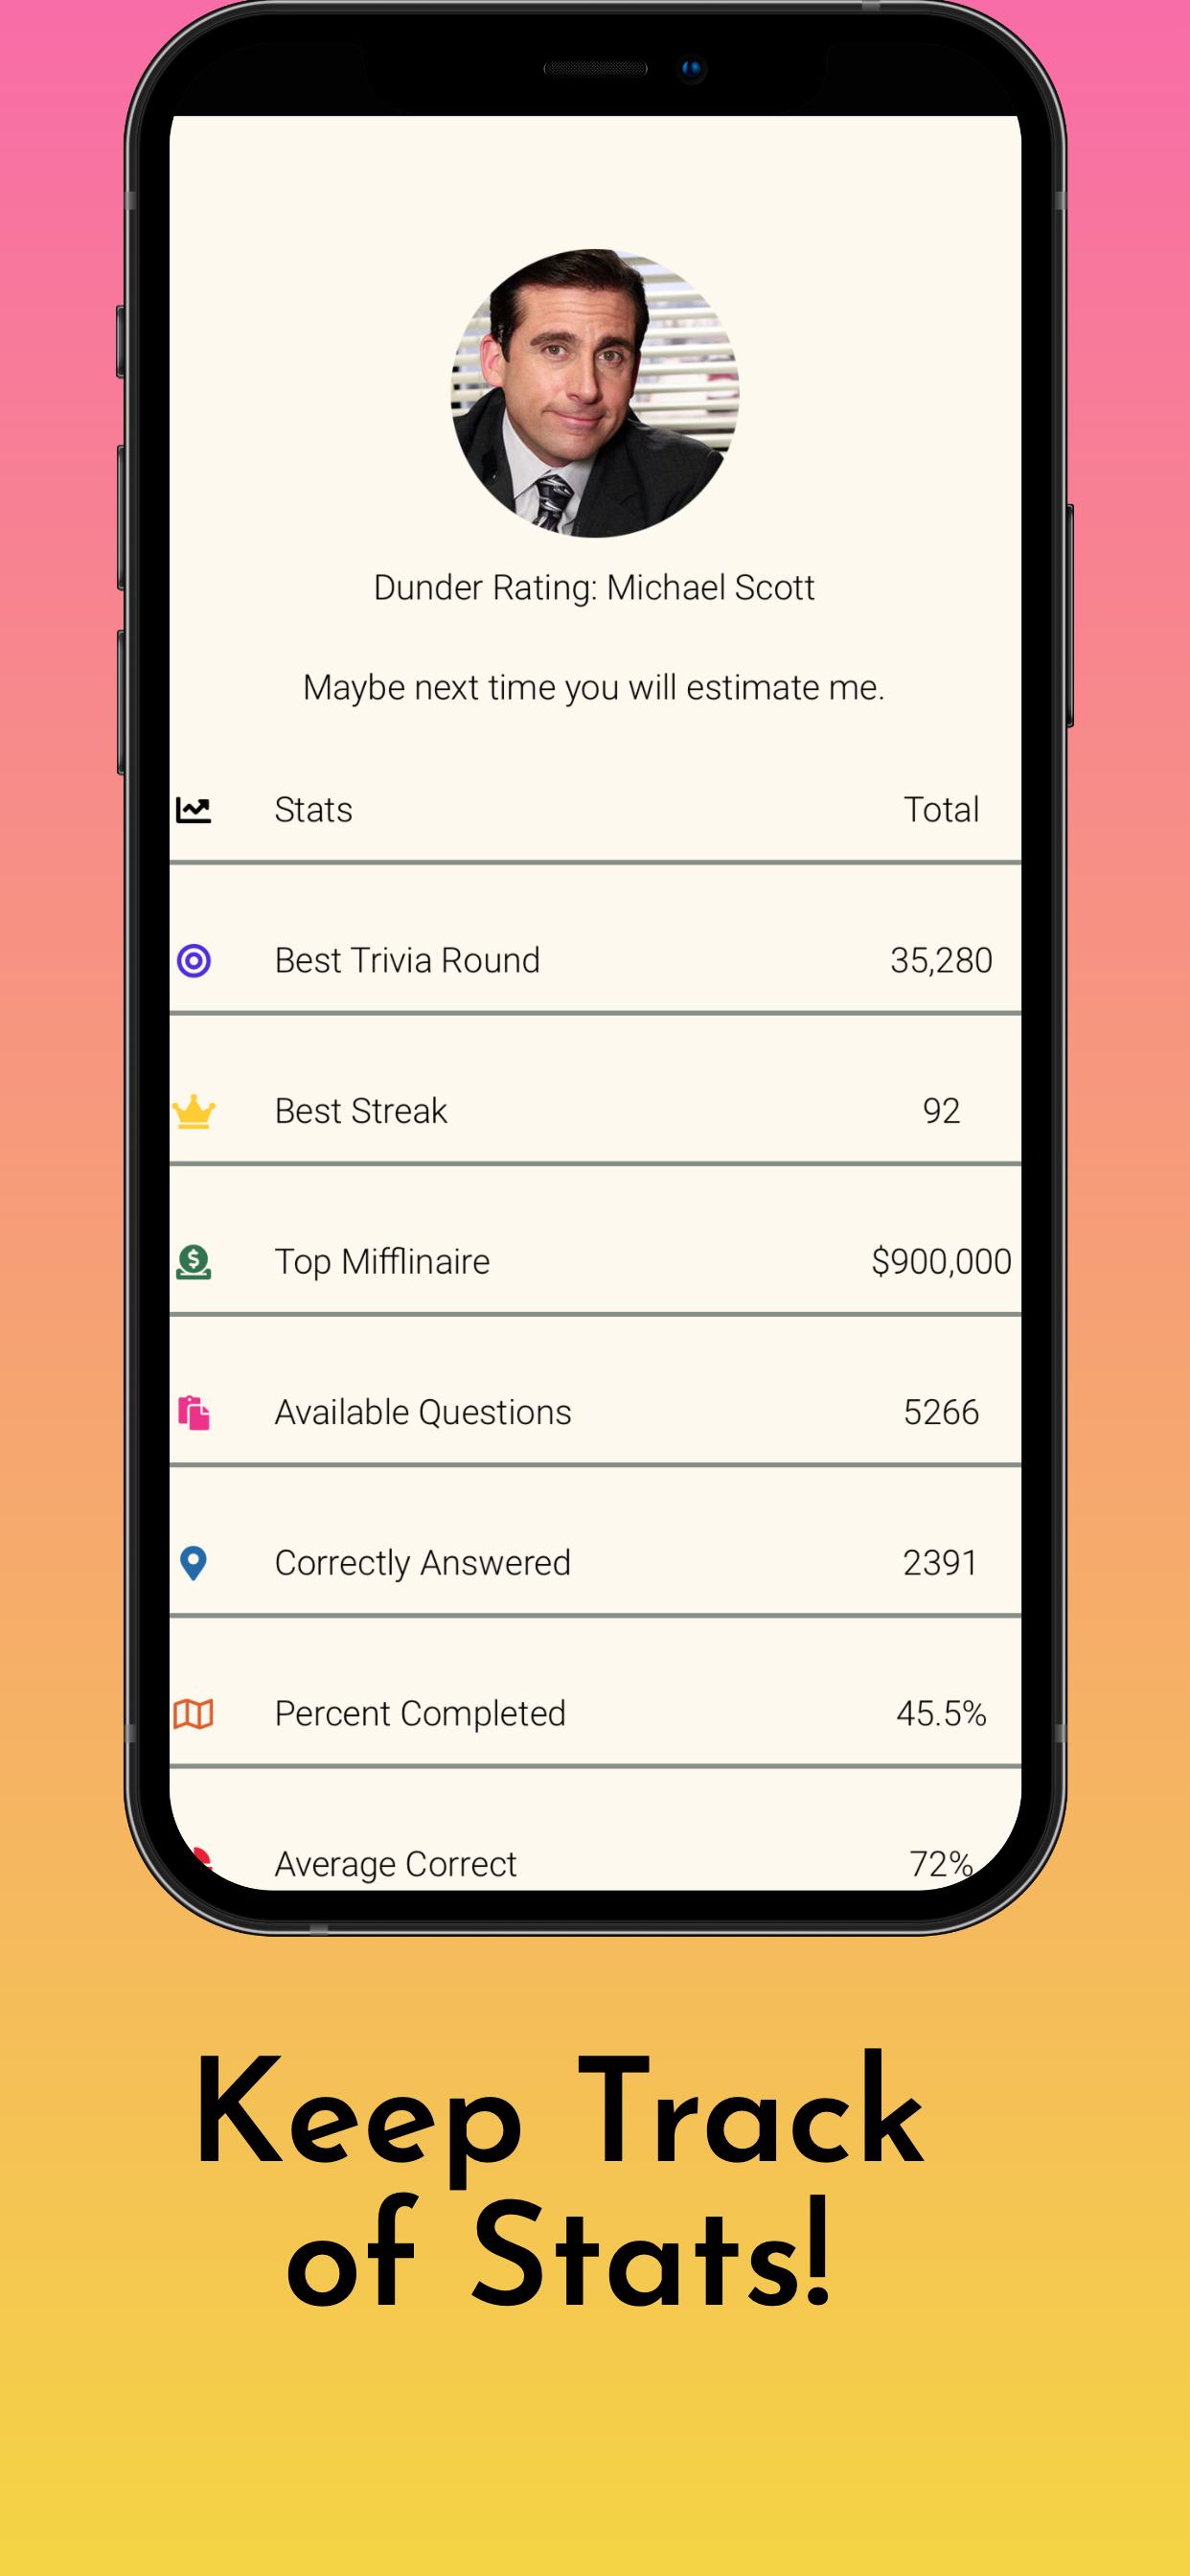 Dunder Rating: Michael Scott
Maybe next time you will estimate me.
Stats Total
Best Trivia Round 35,280
Best Streak 92
Top Mifflinaire $900,000
Available Questions 5266
Correctly Answered 2391
Percent Completed 45.5%
Average Correct 72%
Keep Track
of Stats!